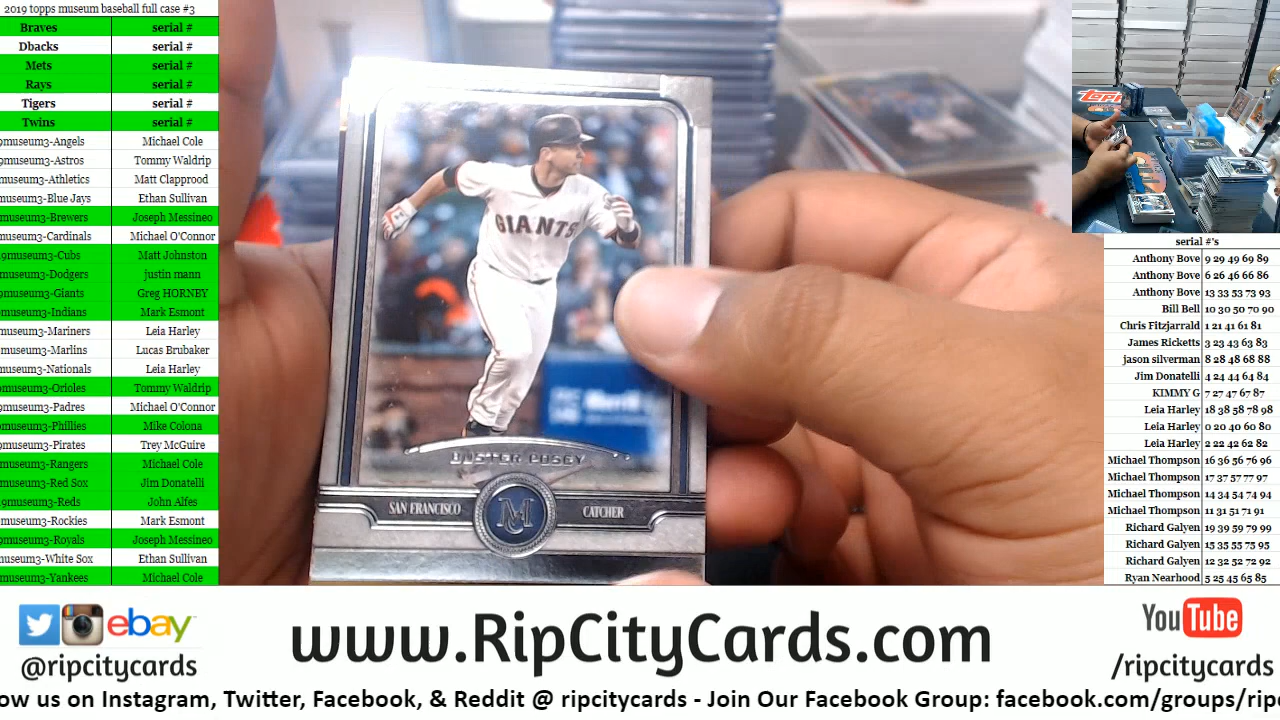 2019 topps museum baseball full case #3
Braves serial #
Dbacks serial #
Mets serial #
Rays serial #
Tigers serial #
Twins serial #
9museum3-Angels Michael Cole
museum3-Astros Tommy Waldrip
museum3-Athletics Matt Clapprood
museum3-Blue Jays Ethan Sullivan
museum3-Brewers Joseph Messineo
museum3-Cardinals Michael O'Connor
9museum3-Cubs Matt Johnston
museum3-Dodgers justin mann
museum3-Giants Greg HORNBY
museum3-Indians Mark Esmont
museum3-Mariners Leia Harley
museum3-Marlins Lucas Brubaker
museum3-Nationals Leia Harley
museum3-Orioles Tommy Waldrip
museum3-Padres Michael O'Connor
museum3-Phillies Mike Colona
museum3-Pirates Trey McGuire
museum3-Rangers Michael Cole
museum3-Red Sox Jim Donatelli
9museum3-Reds John Alfes
museum3-Rockies Mark Esmont
museum3-Royals Joseph Messineo
museum3-White Sox Ethan Sullivan
museum3-Yankees Michael Cole
GIANTS
BUSTER POSEY
SAN FRANCISCO M CATCHER
Topps
serial #'s
Anthony Bove 9 29 49 69 89
Anthony Bove 6 26 46 66 86
Anthony Bove 13 33 53 73 93
Bill Bell 10 30 50 70 90
Chris Fitzjarrald 1 21 41 61 81
James Ricketts 3 23 43 63 83
jason silverman 8 28 48 68 88
Jim Donatelli 4 24 44 64 84
KIMMY G 7 27 47 67 87
Leia Harley 18 38 58 78 98
Leia Harley 0 20 40 60 80
Leia Harley 2 22 42 62 82
Michael Thompson 16 36 56 76 96
Michael Thompson 17 37 57 77 97
Michael Thompson 14 34 54 74 94
Michael Thompson 11 31 51 71 91
Richard Galyen 19 39 59 79 99
Richard Galyen 15 35 55 75 95
Richard Galyen 12 32 52 72 92
Ryan Nearhood 5 25 45 65 85
ebay
@ripcitycards
www.RipCityCards.com
YouTube
/ripcitycards
ow us on Instagram, Twitter, Facebook, & Reddit @ ripcitycards - Join Our Facebook Group: facebook.com/groups/ripc